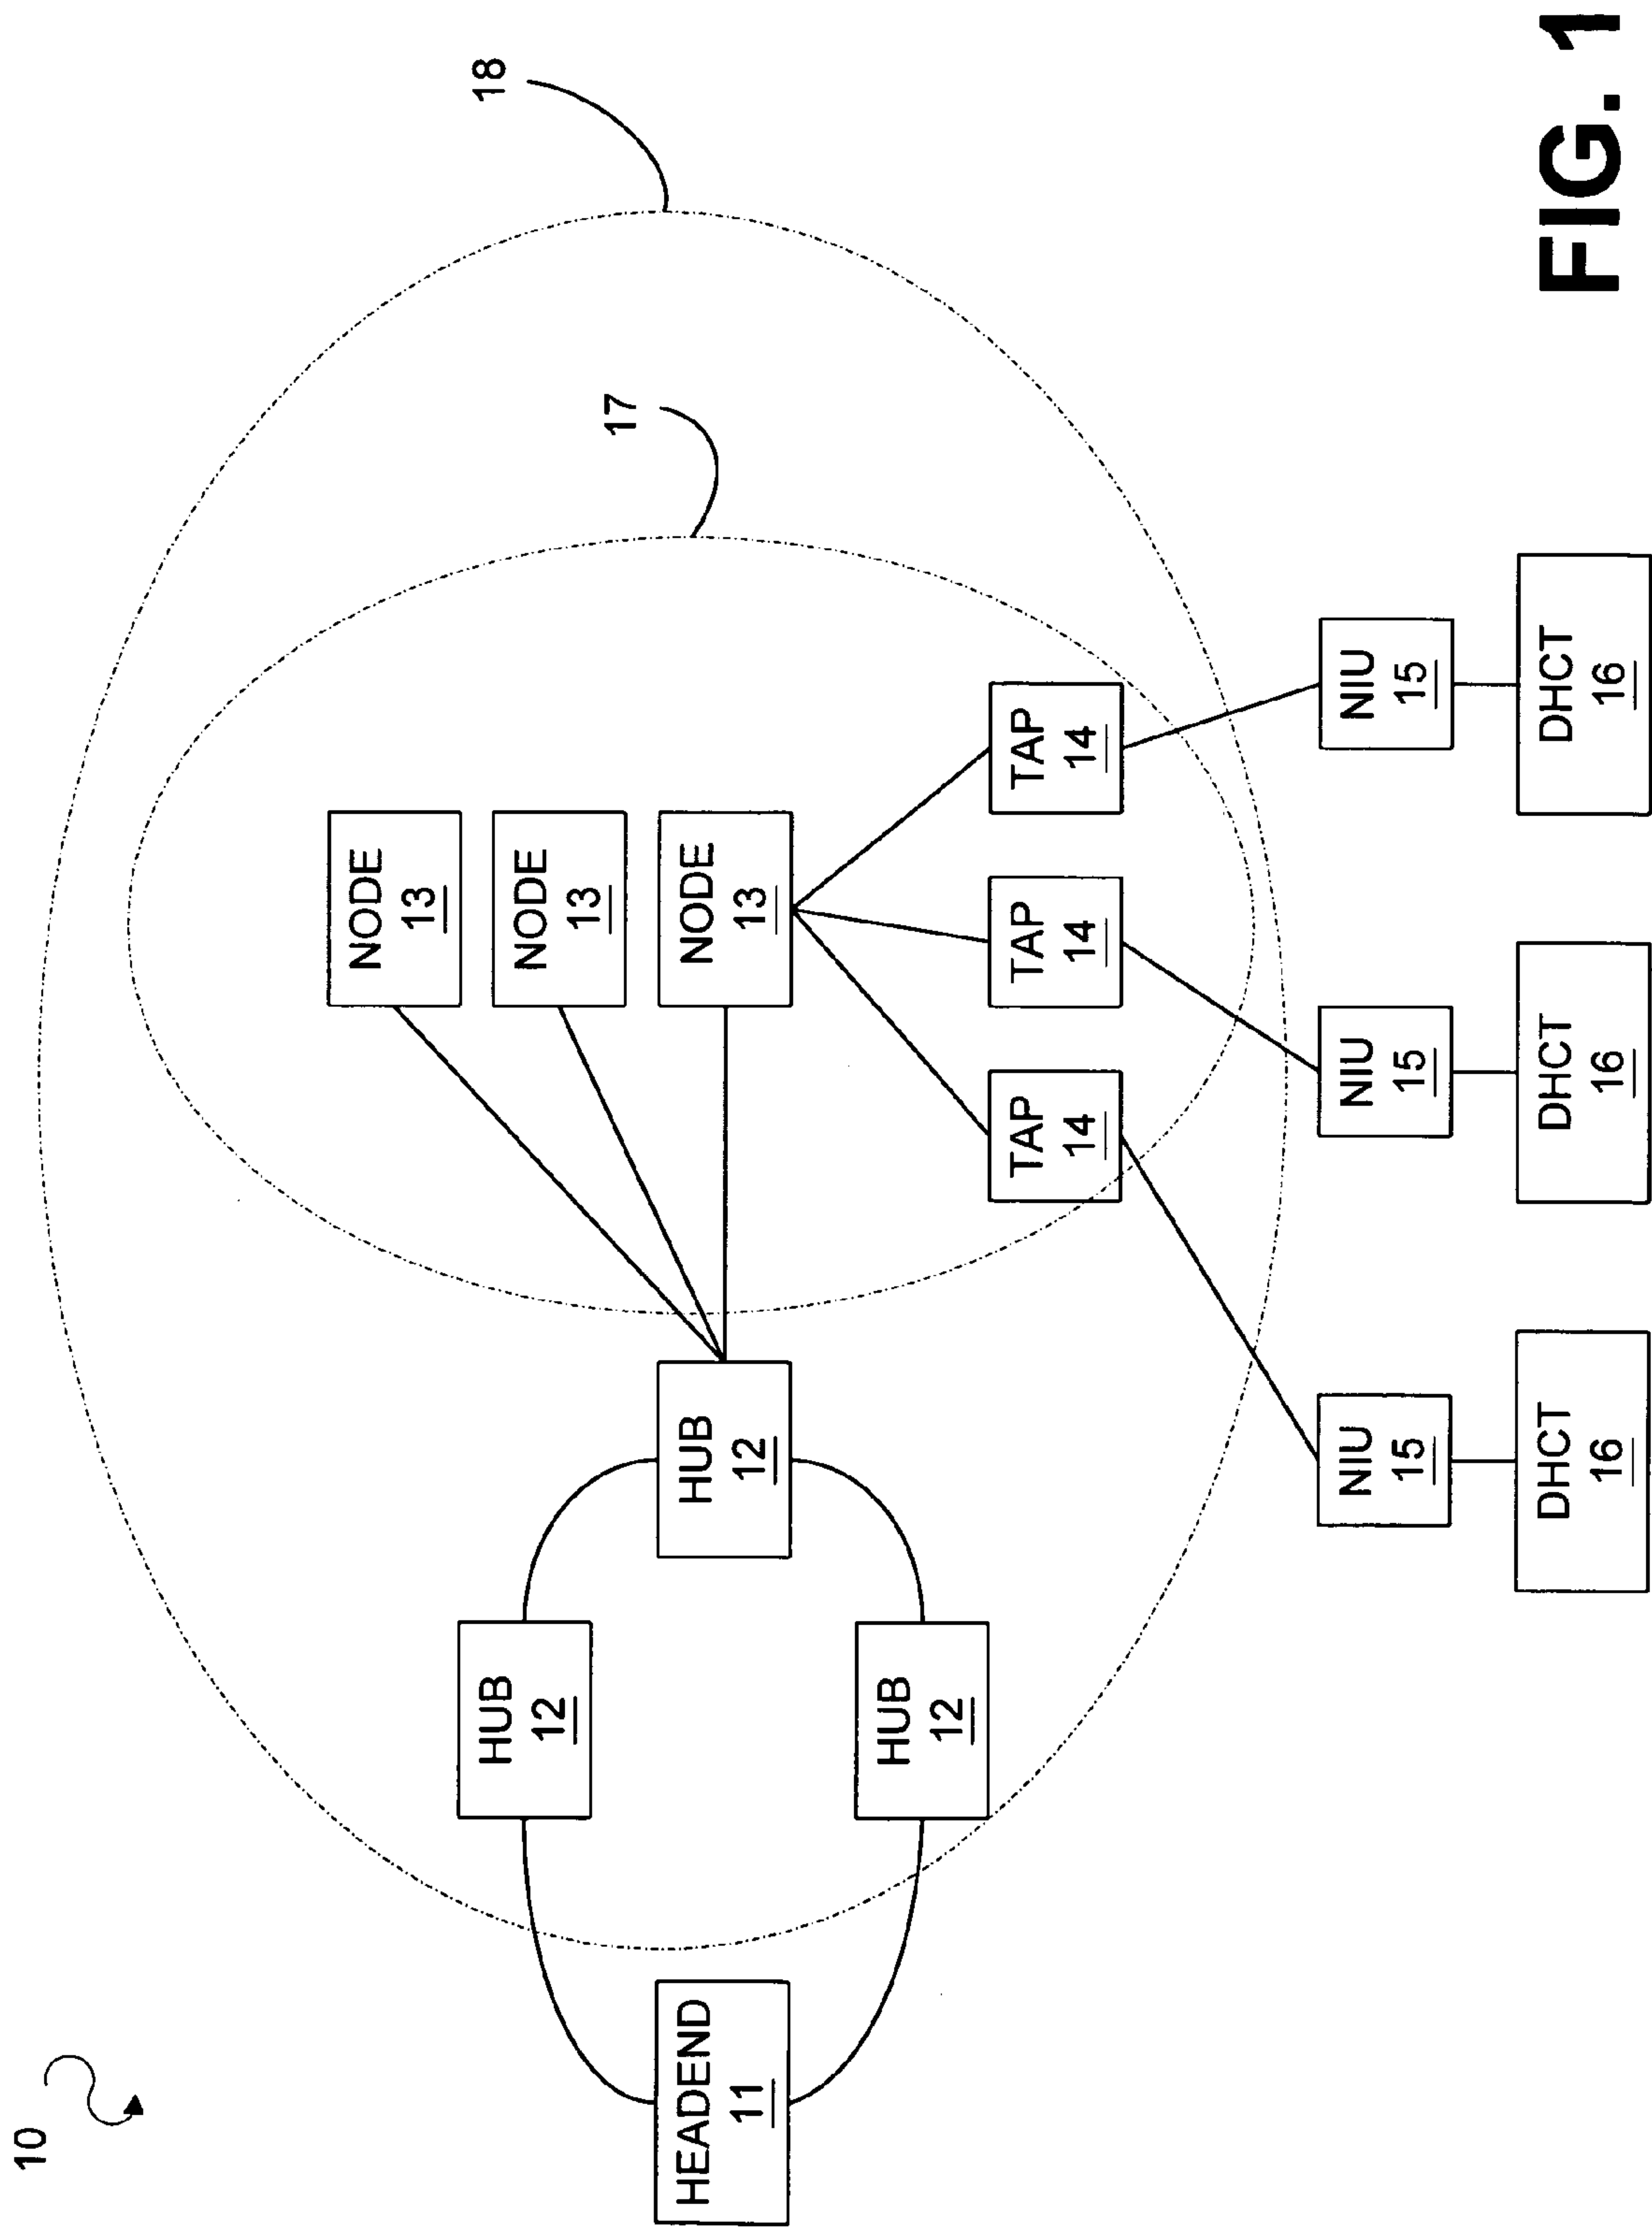 10
18
17
HEADEND
11
HUB
12
HUB
12
HUB
12
NODE
13
NODE
13
NODE
13
TAP
14
TAP
14
TAP
14
NIU
15
NIU
15
NIU
15
DHCT
16
DHCT
16
DHCT
16
FIG. 1